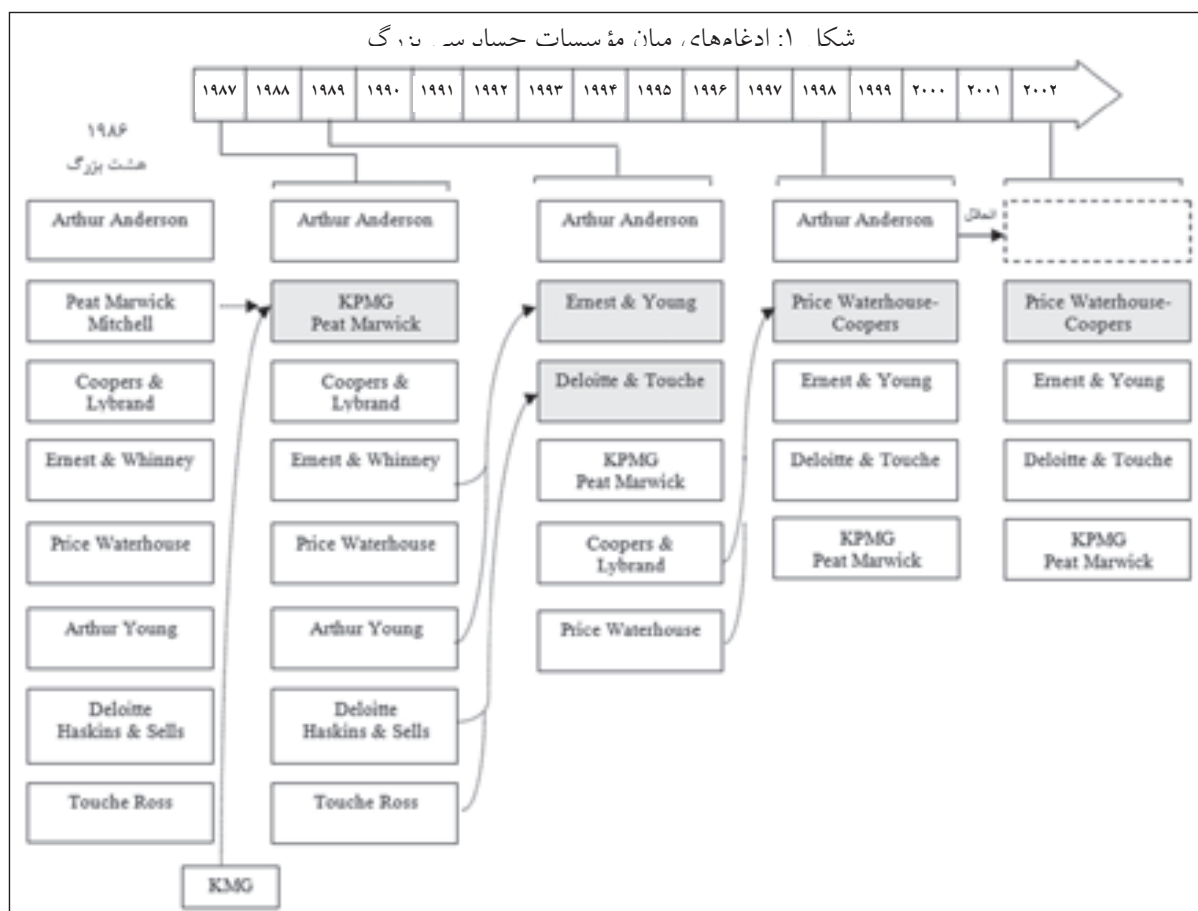 شکل ۱: ادغام‌های میان مؤسسات حسابرسی بزرگ
۱۹۸۷ ۱۹۸۸ ۱۹۸۹ ۱۹۹۰ ۱۹۹۱ ۱۹۹۲ ۱۹۹۳ ۱۹۹۴ ۱۹۹۵ ۱۹۹۶ ۱۹۹۷ ۱۹۹۸ ۱۹۹۹ ۲۰۰۰ ۲۰۰۱ ۲۰۰۲
۱۹۸۶
هشت بزرگ
Arthur Anderson
Peat Marwick
Mitchell
Coopers &
Lybrand
Ernest & Whinney
Price Waterhouse
Arthur Young
Deloitte
Haskins & Sells
Touche Ross
KMG
Arthur Anderson
KPMG
Peat Marwick
Coopers &
Lybrand
Ernest & Whinney
Price Waterhouse
Arthur Young
Deloitte
Haskins & Sells
Touche Ross
Arthur Anderson
Ernest & Young
Deloitte & Touche
KPMG
Peat Marwick
Coopers &
Lybrand
Price Waterhouse
Arthur Anderson
Price Waterhouse-
Coopers
Ernest & Young
Deloitte & Touche
KPMG
Peat Marwick
انحلال
Price Waterhouse-
Coopers
Ernest & Young
Deloitte & Touche
KPMG
Peat Marwick